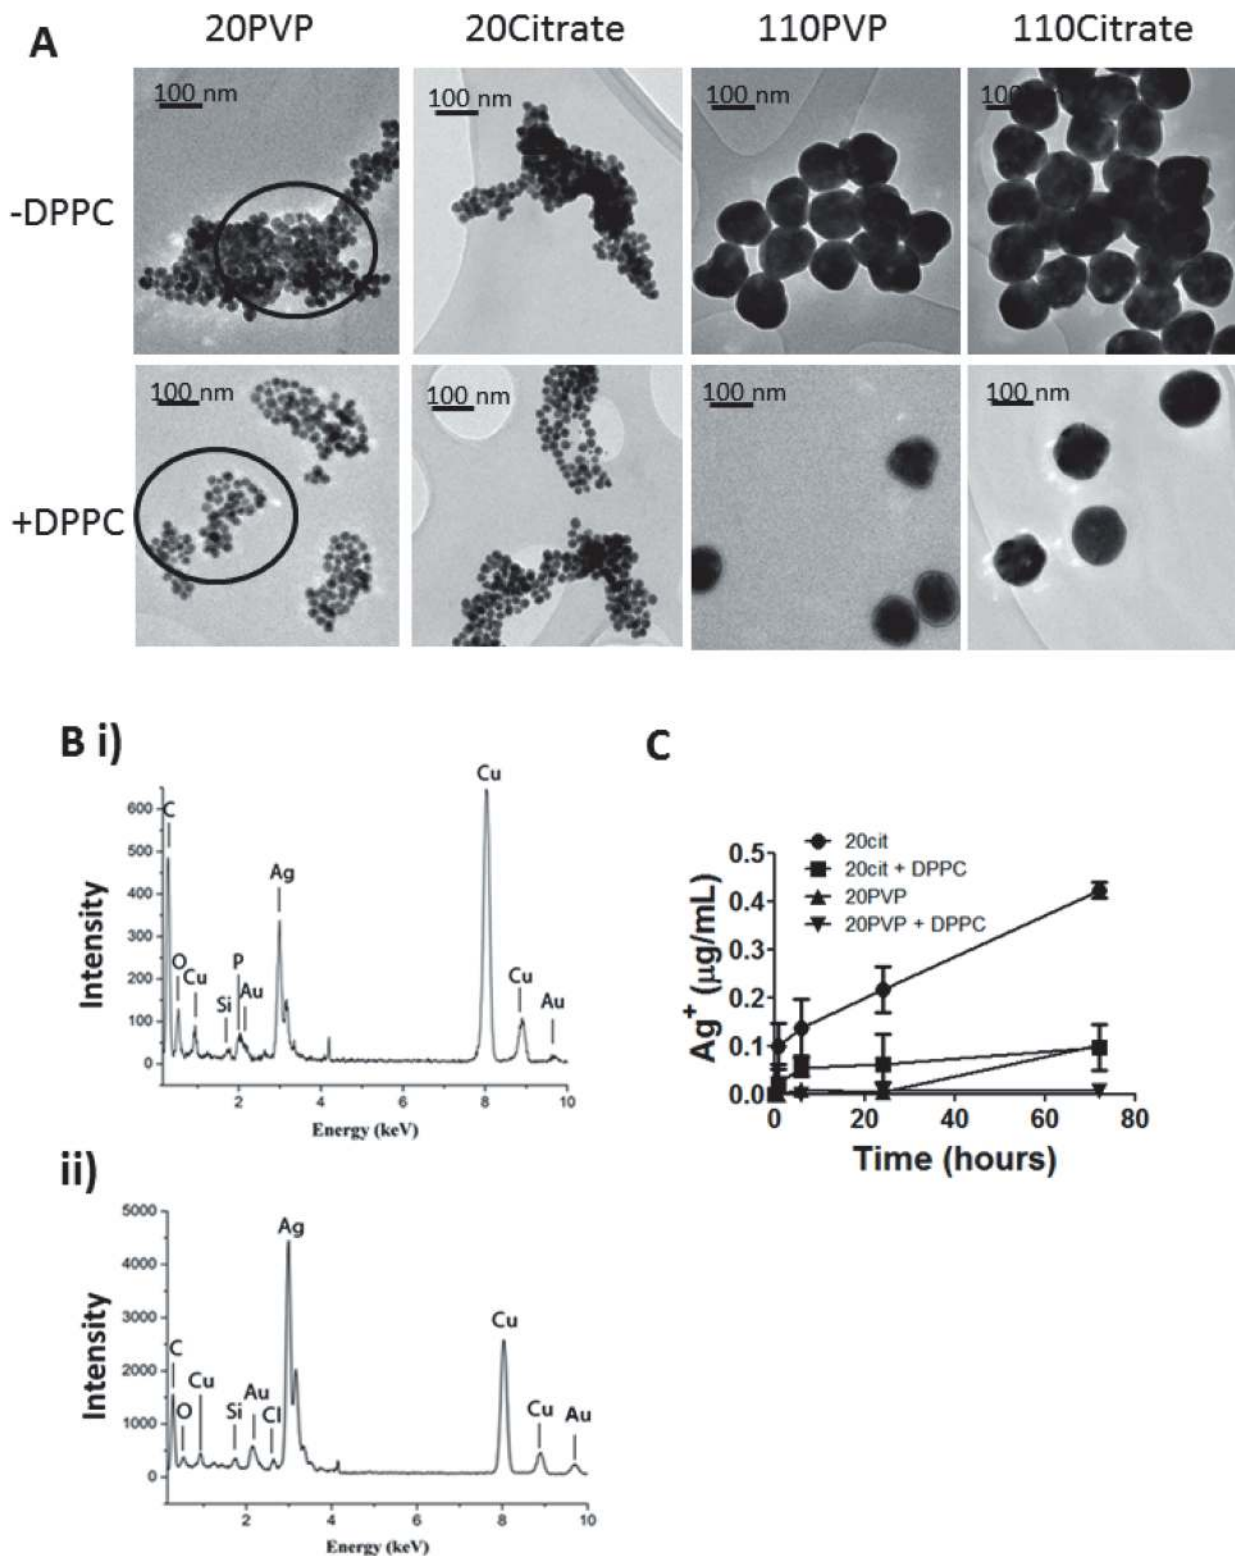 A
20PVP 20Citrate 110PVP 110Citrate
-DPPC
100 nm 100 nm 100 nm 100
+DPPC
100 nm 100 nm 100 nm 100 nm
B i)
Intensity
600
500
400
300
200
100
0
C
O
Cu
Si
P
Au
Ag
Cu
Cu
Au
2 4 6 8 10
Energy (keV)
ii)
Intensity
5000
4000
3000
2000
1000
0
C
O
Cu
Si
Au
Cl
Ag
Cu
Cu
Au
2 4 6 8 10
Energy (keV)
C
20cit
20cit + DPPC
20PVP
20PVP + DPPC
Ag⁺ (µg/mL)
0.5
0.4
0.3
0.2
0.1
0.0
0 20 40 60 80
Time (hours)